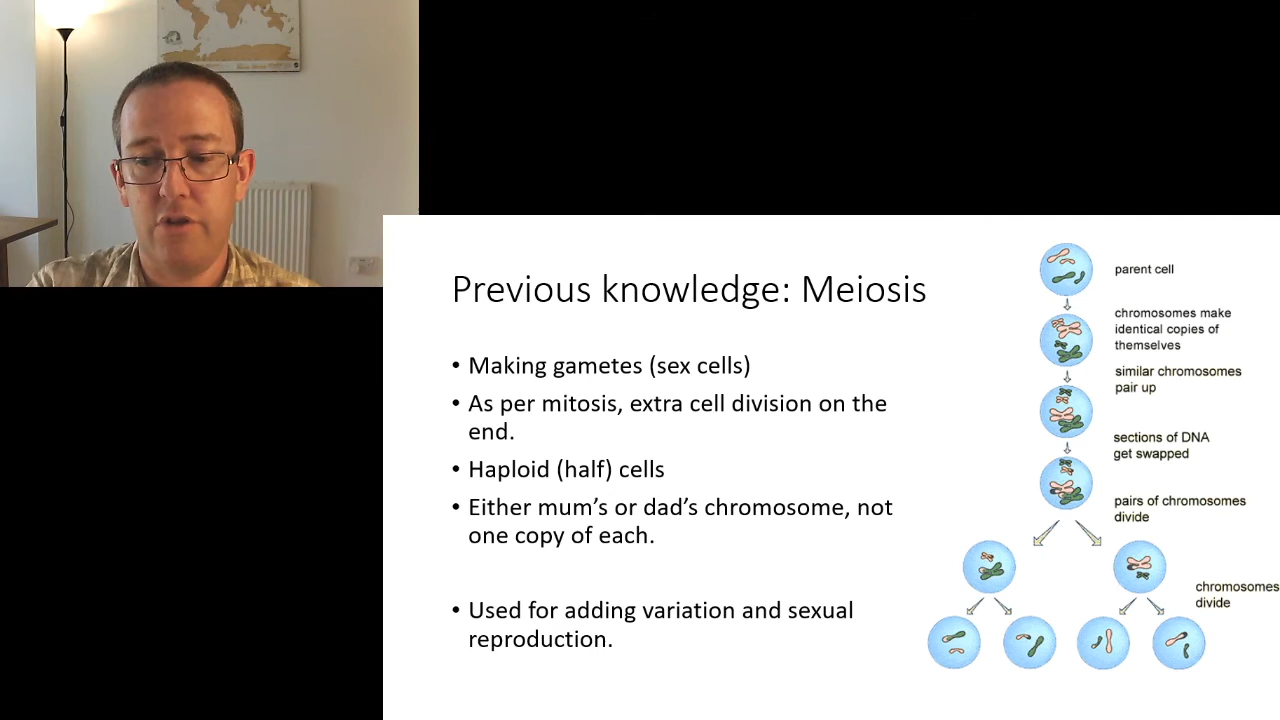 Previous knowledge: Meiosis
• Making gametes (sex cells)
• As per mitosis, extra cell division on the
end.
• Haploid (half) cells
• Either mum’s or dad’s chromosome, not
one copy of each.
• Used for adding variation and sexual
reproduction.
parent cell
chromosomes make
identical copies of
themselves
similar chromosomes
pair up
sections of DNA
get swapped
pairs of chromosomes
divide
chromosomes
divide